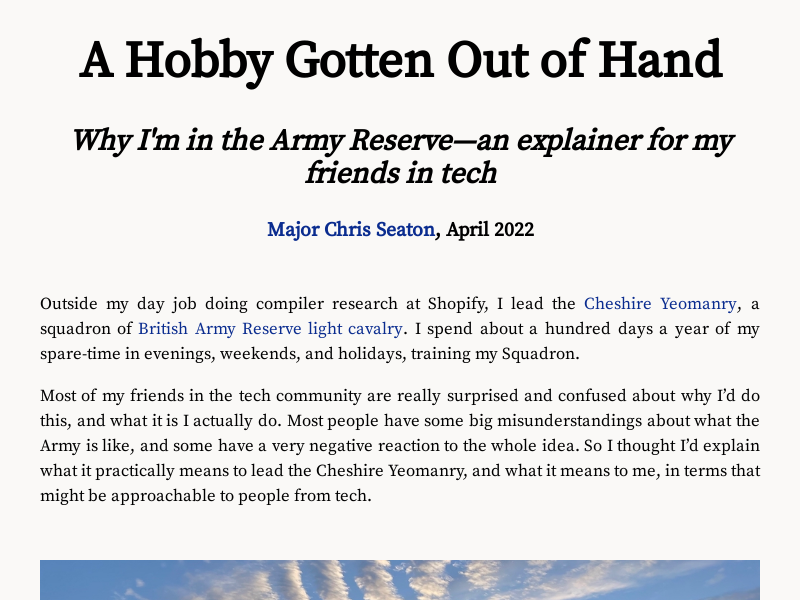 A Hobby Gotten Out of Hand
Why I'm in the Army Reserve—an explainer for my
friends in tech
Major Chris Seaton, April 2022
Outside my day job doing compiler research at Shopify, I lead the Cheshire Yeomanry, a
squadron of British Army Reserve light cavalry. I spend about a hundred days a year of my
spare-time in evenings, weekends, and holidays, training my Squadron.
Most of my friends in the tech community are really surprised and confused about why I’d do
this, and what it is I actually do. Most people have some big misunderstandings about what the
Army is like, and some have a very negative reaction to the whole idea. So I thought I’d explain
what it practically means to lead the Cheshire Yeomanry, and what it means to me, in terms that
might be approachable to people from tech.